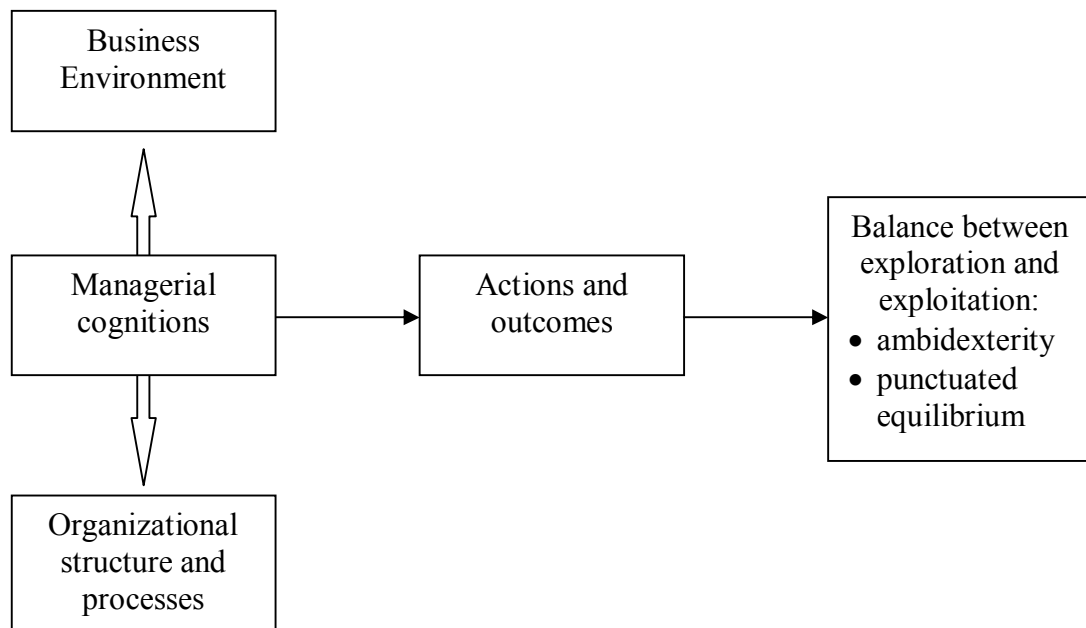 Business
Environment
Managerial
cognitions
Actions and
outcomes
Balance between
exploration and
exploitation:
• ambidexterity
• punctuated
equilibrium
Organizational
structure and
processes